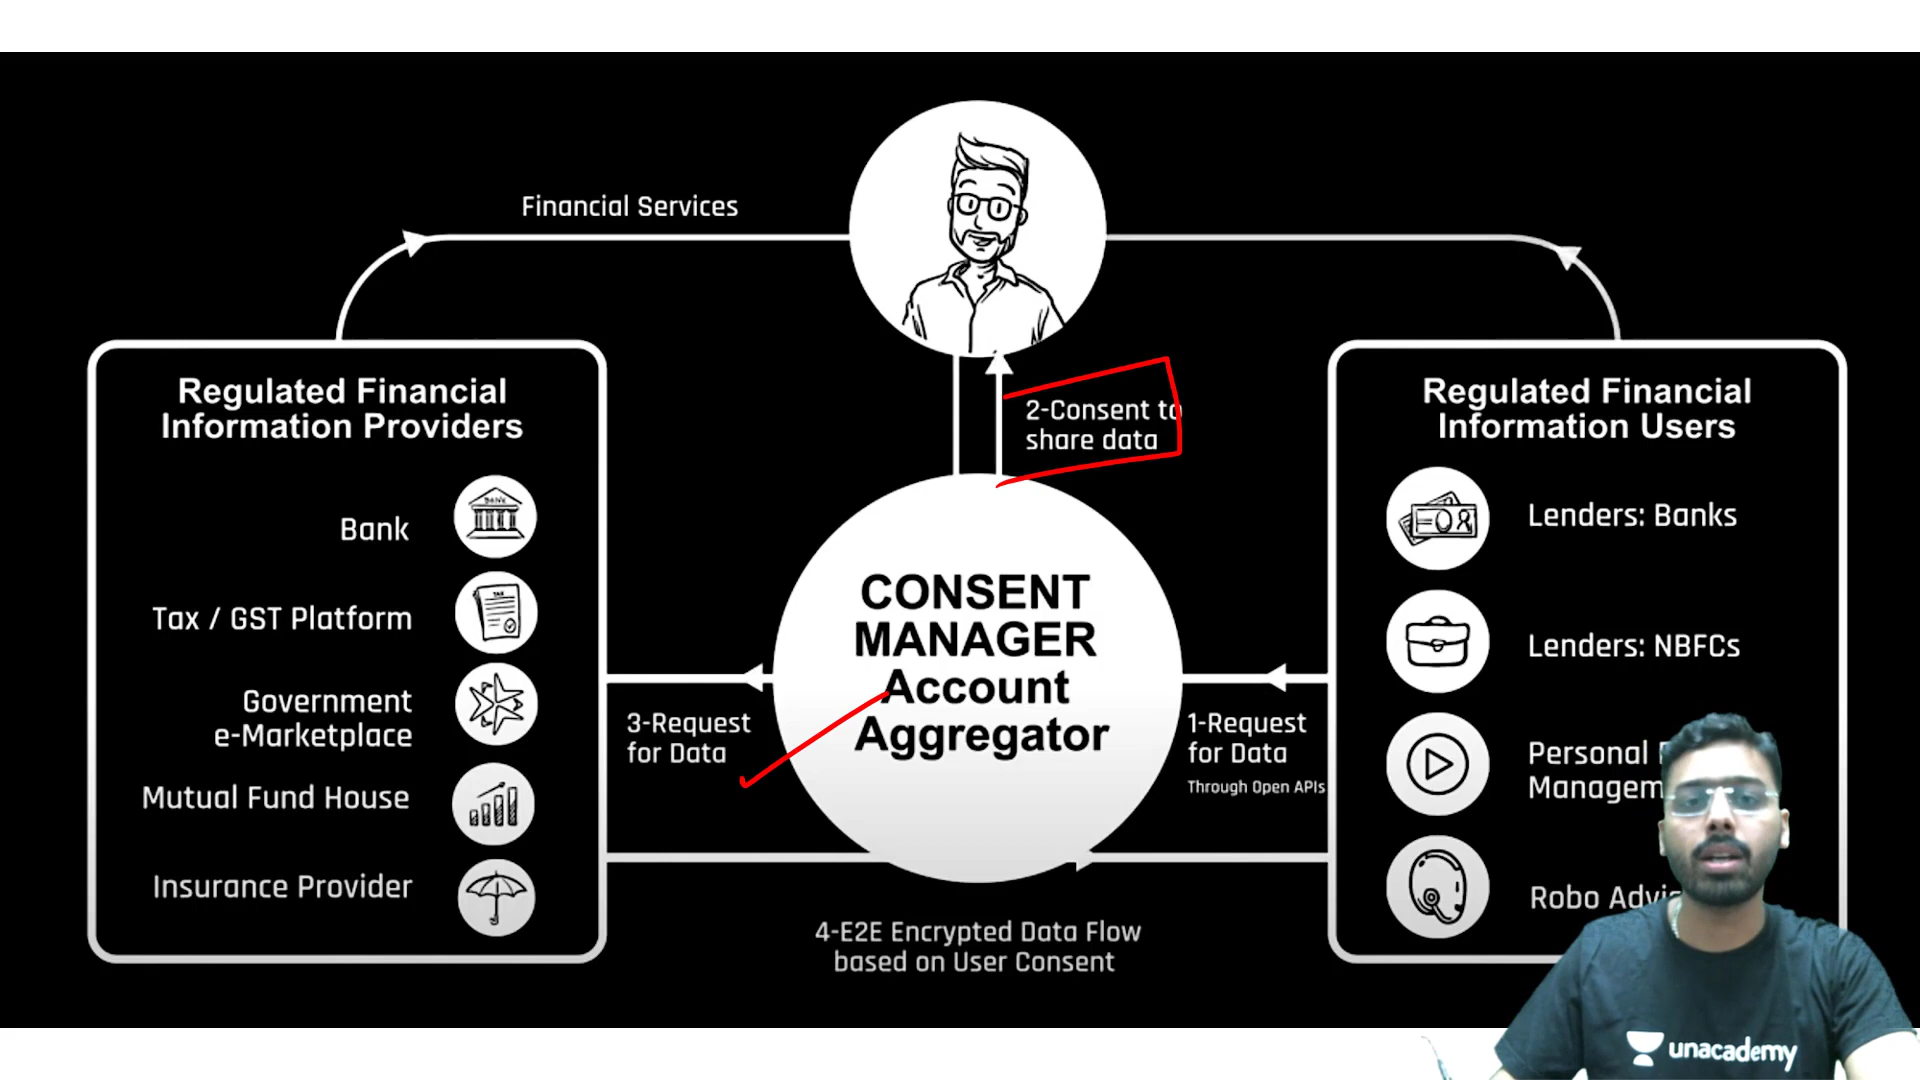 Financial Services
Regulated Financial
Information Providers
BANK
Bank
TAX
Tax / GST Platform
Government
e-Marketplace
Mutual Fund House
Insurance Provider
2-Consent to
share data
CONSENT
MANAGER
Account
Aggregator
3-Request
for Data
1-Request
for Data
Through Open APIs
4-E2E Encrypted Data Flow
based on User Consent
Regulated Financial
Information Users
Lenders: Banks
Lenders: NBFCs
Personal
Robo
unacademy